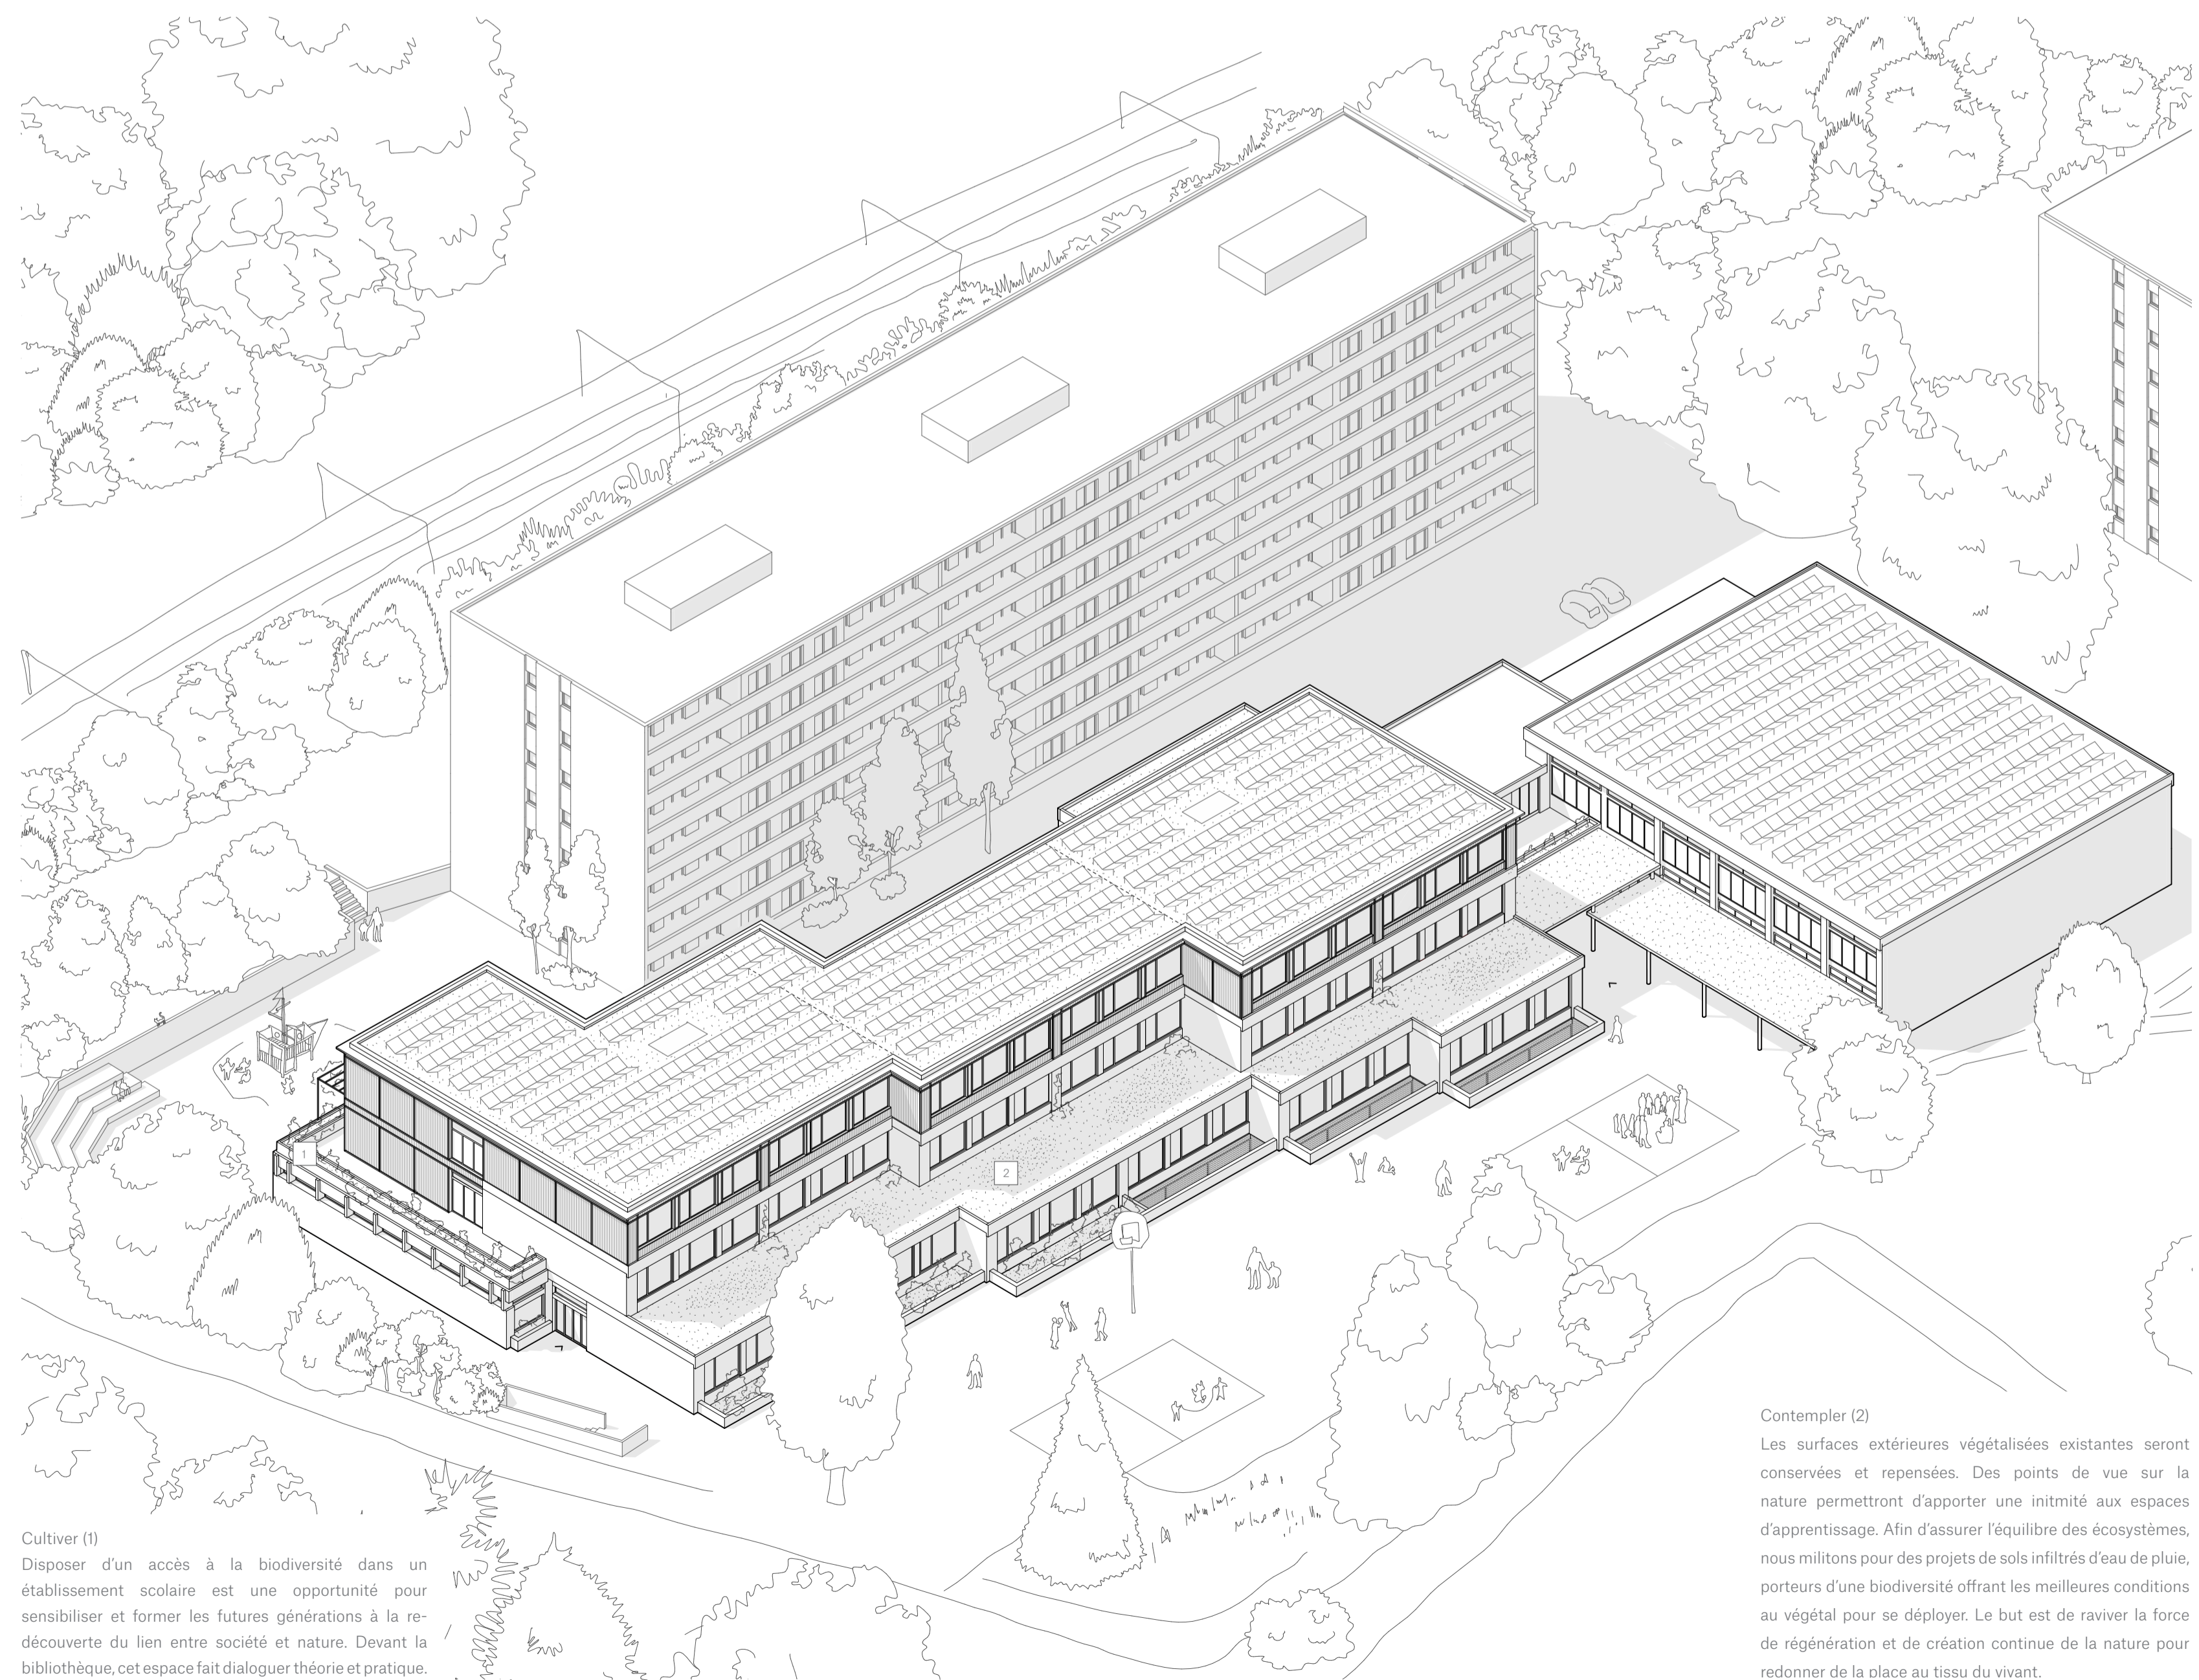 1
2
Cultiver (1)
Disposer d'un accès à la biodiversité dans un
établissement scolaire est une opportunité pour
sensibiliser et former les futures générations à la re-
découverte du lien entre société et nature. Devant la
bibliothèque, cet espace fait dialoguer théorie et pratique.
Contempler (2)
Les surfaces extérieures végétalisées existantes seront
conservées et repensées. Des points de vue sur la
nature permettront d'apporter une initmité aux espaces
d'apprentissage. Afin d'assurer l'équilibre des écosystèmes,
nous militons pour des projets de sols infiltrés d'eau de pluie,
porteurs d'une biodiversité offrant les meilleures conditions
au végétal pour se déployer. Le but est de raviver la force
de régénération et de création continue de la nature pour
redonner de la place au tissu du vivant.